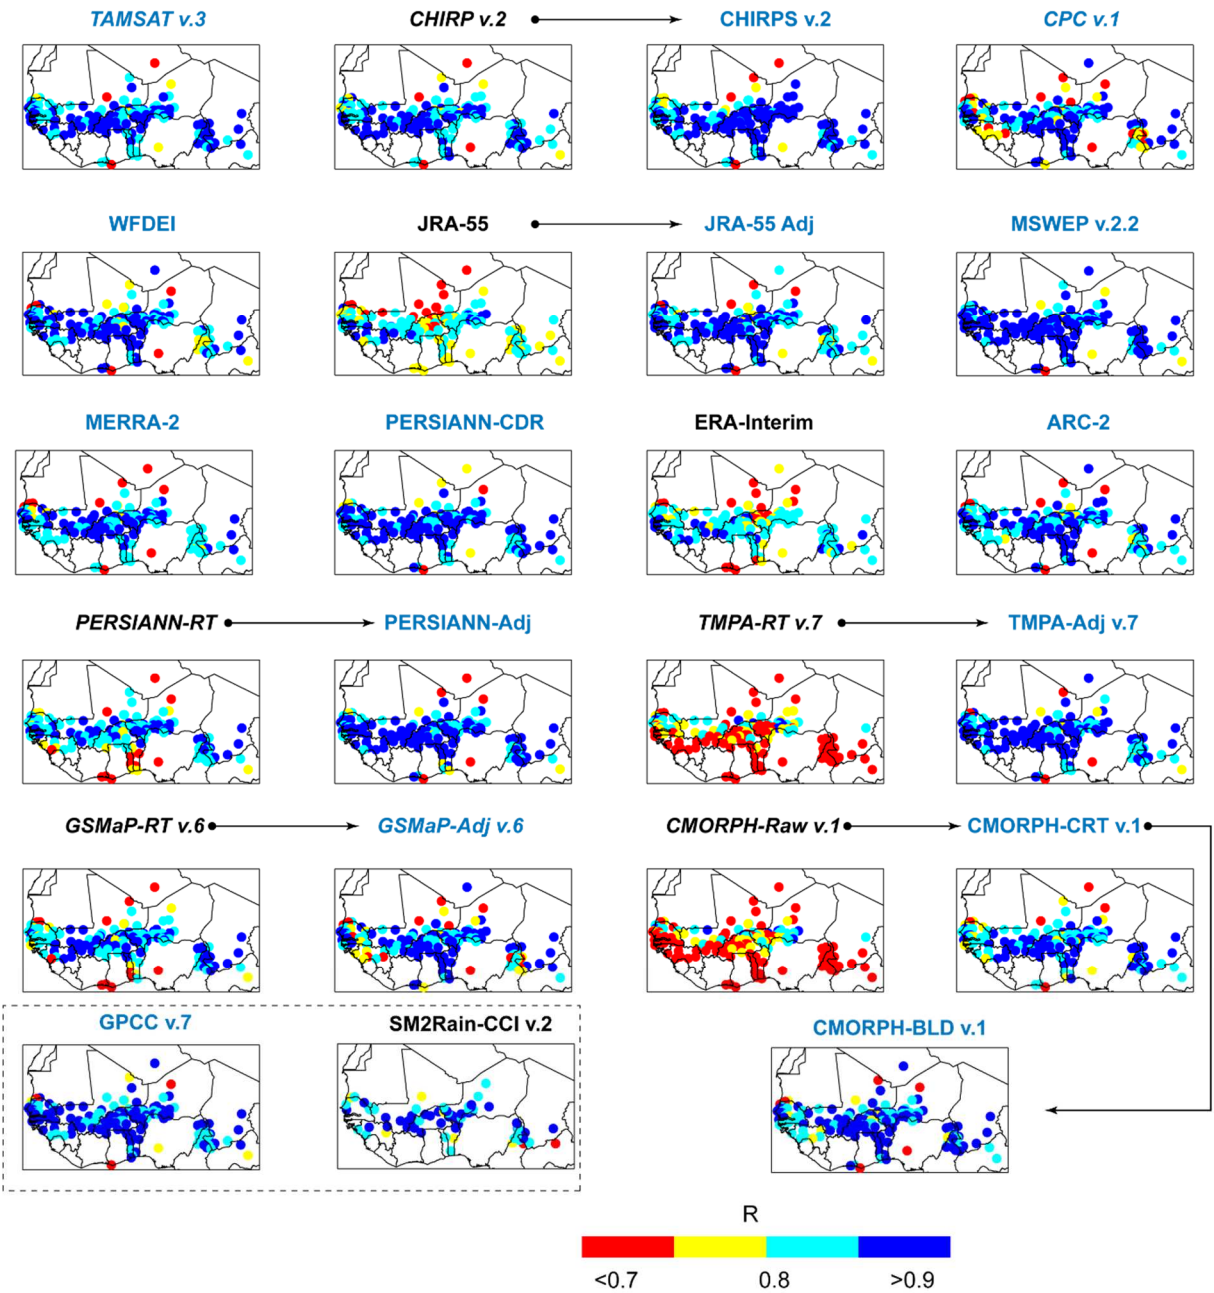 TAMSAT v.3
CHIRP v.2
CHIRPS v.2
CPC v.1
WFDEI
JRA-55
JRA-55 Adj
MSWEP v.2.2
MERRA-2
PERSIANN-CDR
ERA-Interim
ARC-2
PERSIANN-RT
PERSIANN-Adj
TMPA-RT v.7
TMPA-Adj v.7
GSMaP-RT v.6
GSMaP-Adj v.6
CMORPH-Raw v.1
CMORPH-CRT v.1
GPCC v.7
SM2Rain-CCI v.2
CMORPH-BLD v.1
R
<0.7
0.8
>0.9